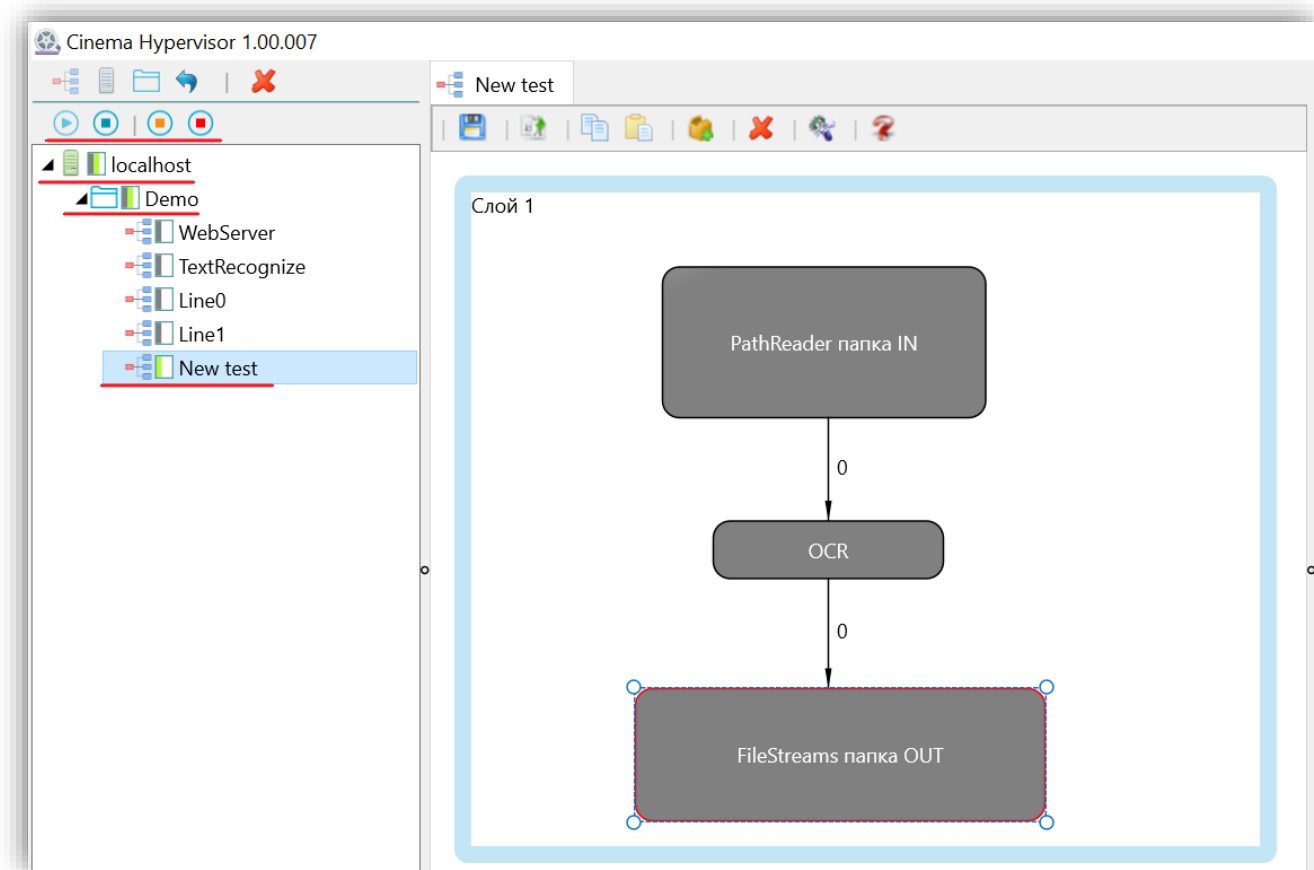 Cinema Hypervisor 1.00.007
New test
localhost
Demo
WebServer
TextRecognize
Line0
Line1
New test
Слой 1
PathReader папка IN
0
OCR
0
FileStreams папка OUT